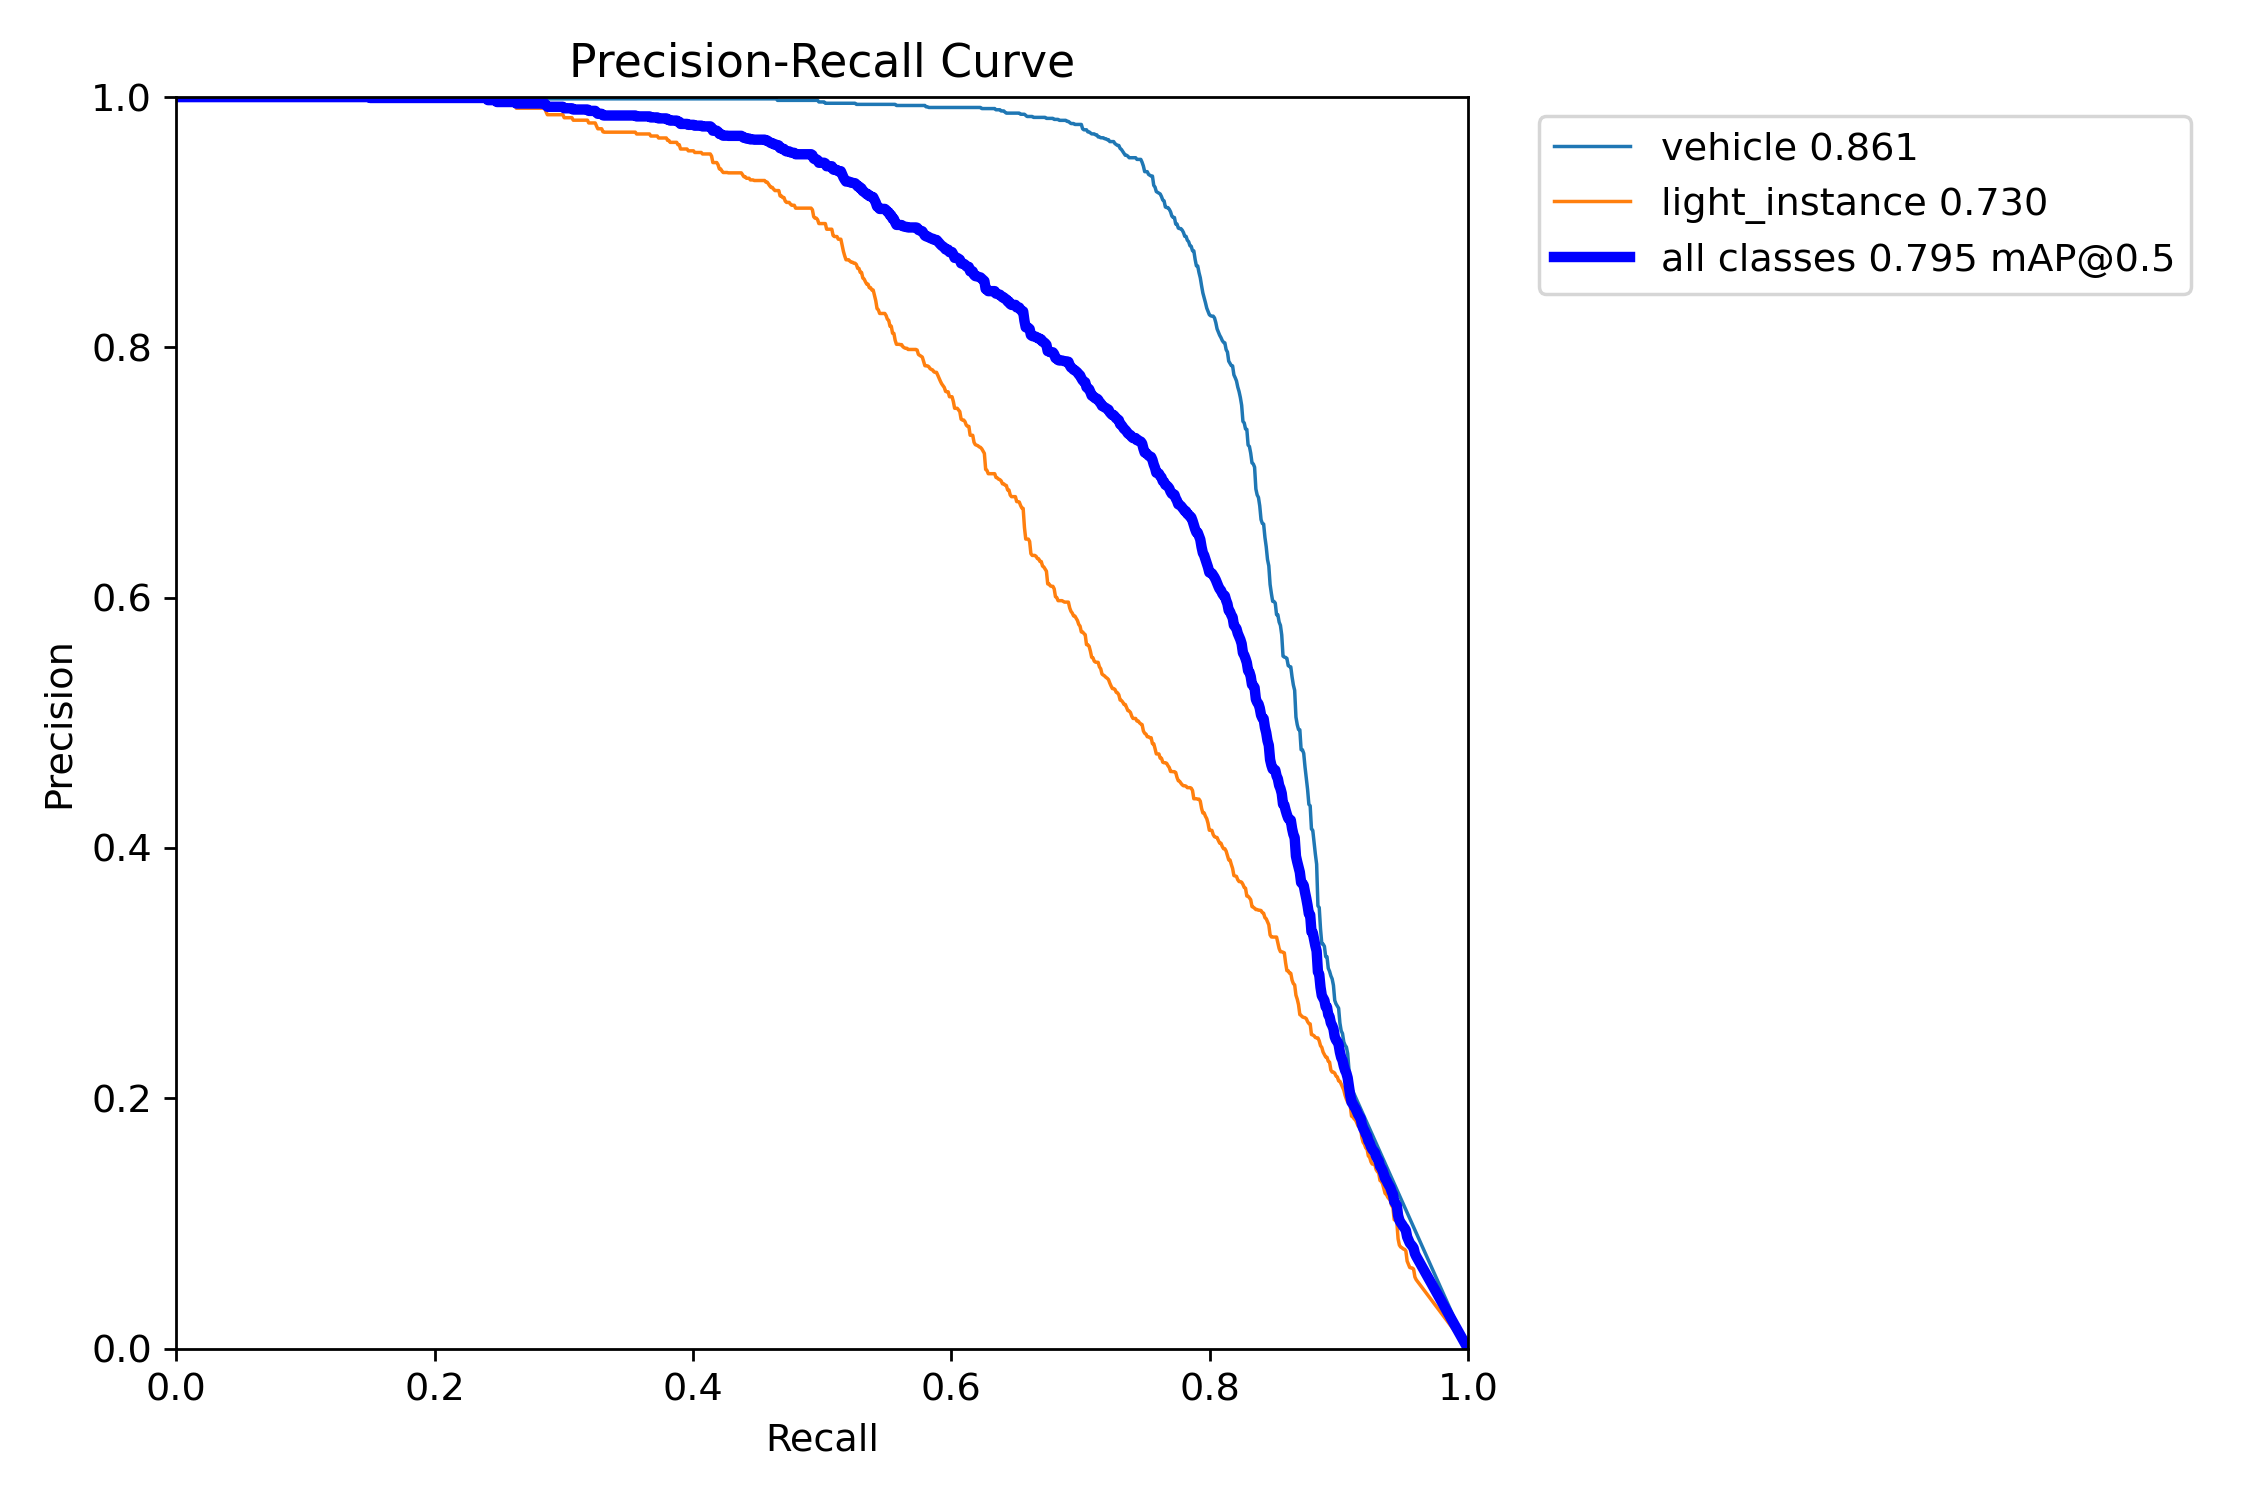 Precision-Recall Curve
1.0
0.8
0.6
0.4
0.2
0.0
Precision
0.0 0.2 0.4 0.6 0.8 1.0
Recall
vehicle 0.861
light_instance 0.730
all classes 0.795 mAP@0.5